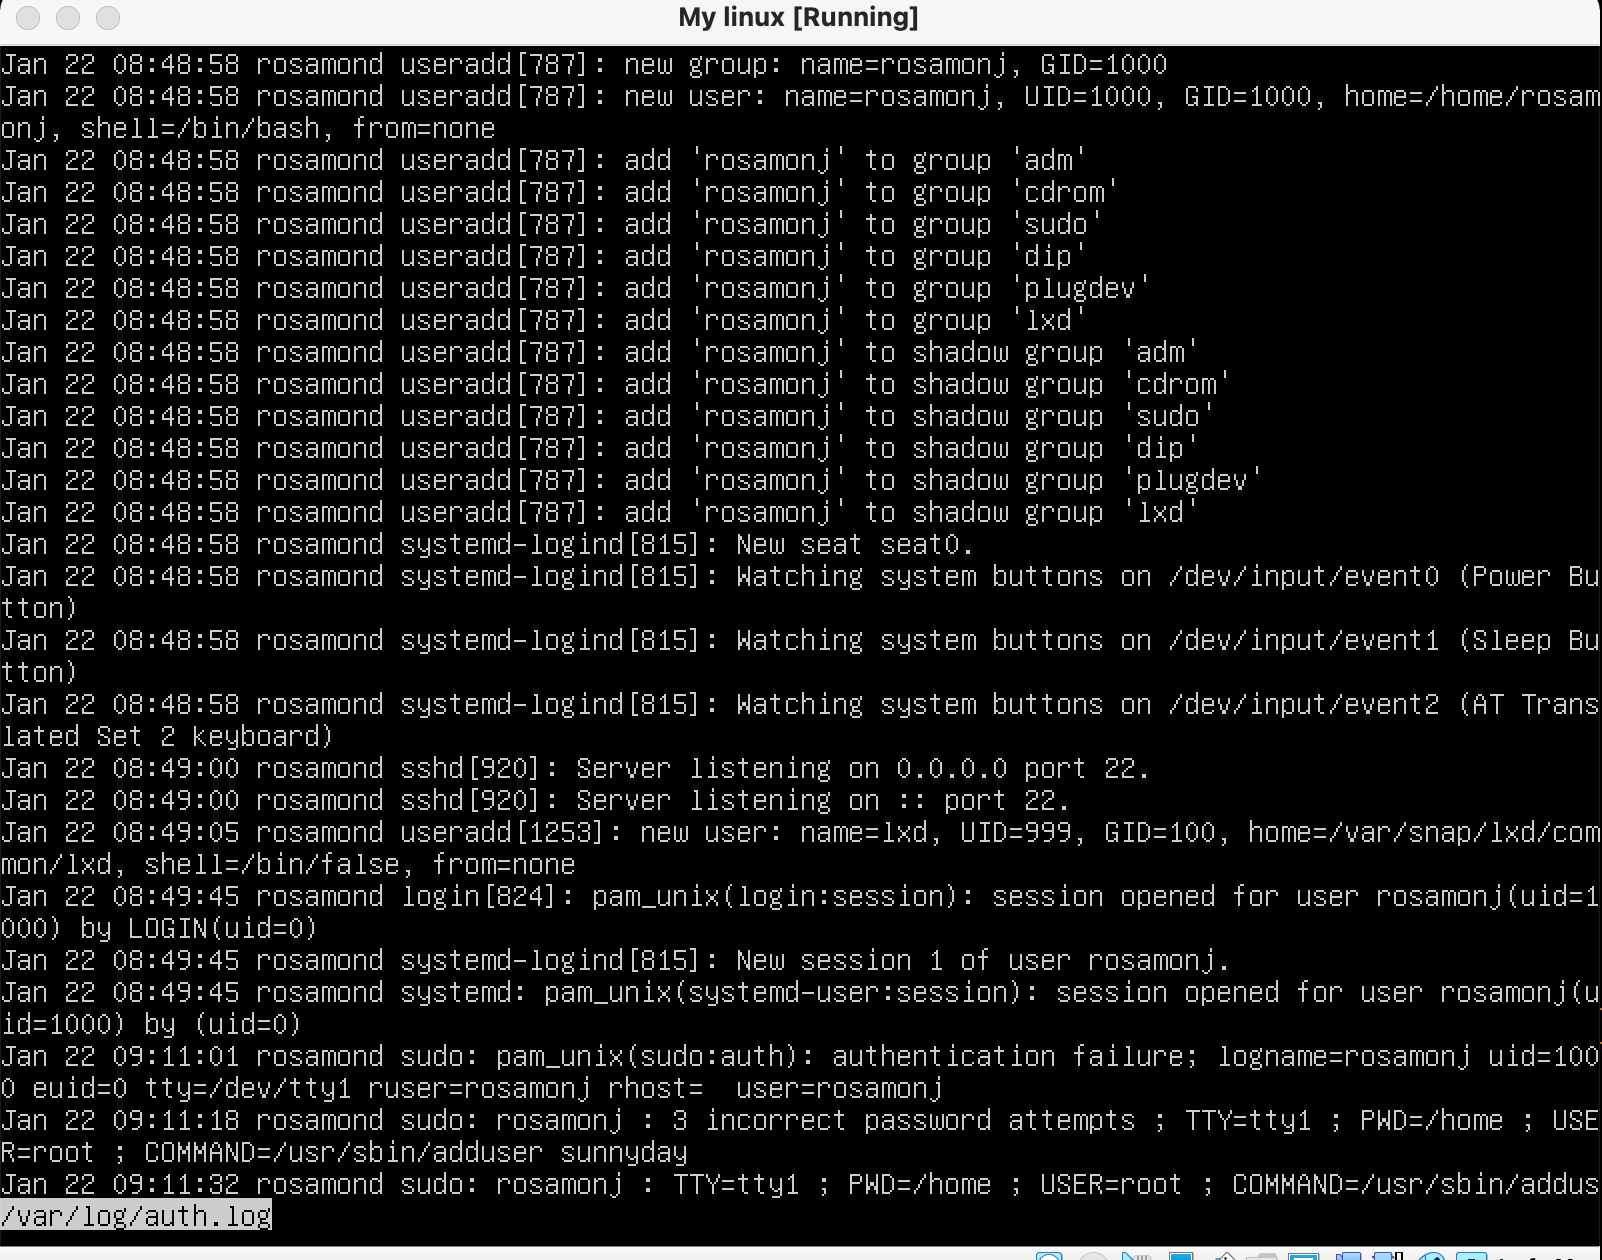 My linux [Running]
Jan 22 08:48:58 rosamond useradd[787]: new group: name=rosamonj, GID=1000
Jan 22 08:48:58 rosamond useradd[787]: new user: name=rosamonj, UID=1000, GID=1000, home=/home/rosam
onj, shell=/bin/bash, from=none
Jan 22 08:48:58 rosamond useradd[787]: add 'rosamonj' to group 'adm'
Jan 22 08:48:58 rosamond useradd[787]: add 'rosamonj' to group 'cdrom'
Jan 22 08:48:58 rosamond useradd[787]: add 'rosamonj' to group 'sudo'
Jan 22 08:48:58 rosamond useradd[787]: add 'rosamonj' to group 'dip'
Jan 22 08:48:58 rosamond useradd[787]: add 'rosamonj' to group 'plugdev'
Jan 22 08:48:58 rosamond useradd[787]: add 'rosamonj' to group 'lxd'
Jan 22 08:48:58 rosamond useradd[787]: add 'rosamonj' to shadow group 'adm'
Jan 22 08:48:58 rosamond useradd[787]: add 'rosamonj' to shadow group 'cdrom'
Jan 22 08:48:58 rosamond useradd[787]: add 'rosamonj' to shadow group 'sudo'
Jan 22 08:48:58 rosamond useradd[787]: add 'rosamonj' to shadow group 'dip'
Jan 22 08:48:58 rosamond useradd[787]: add 'rosamonj' to shadow group 'plugdev'
Jan 22 08:48:58 rosamond useradd[787]: add 'rosamonj' to shadow group 'lxd'
Jan 22 08:48:58 rosamond systemd-logind[815]: New seat seat0.
Jan 22 08:48:58 rosamond systemd-logind[815]: Watching system buttons on /dev/input/event0 (Power Bu
tton)
Jan 22 08:48:58 rosamond systemd-logind[815]: Watching system buttons on /dev/input/event1 (Sleep Bu
tton)
Jan 22 08:48:58 rosamond systemd-logind[815]: Watching system buttons on /dev/input/event2 (AT Trans
lated Set 2 keyboard)
Jan 22 08:49:00 rosamond sshd[920]: Server listening on 0.0.0.0 port 22.
Jan 22 08:49:00 rosamond sshd[920]: Server listening on :: port 22.
Jan 22 08:49:05 rosamond useradd[1253]: new user: name=lxd, UID=999, GID=100, home=/var/snap/lxd/com
mon/lxd, shell=/bin/false, from=none
Jan 22 08:49:45 rosamond login[824]: pam_unix(login:session): session opened for user rosamonj(uid=1
000) by LOGIN(uid=0)
Jan 22 08:49:45 rosamond systemd-logind[815]: New session 1 of user rosamonj.
Jan 22 08:49:45 rosamond systemd: pam_unix(systemd-user:session): session opened for user rosamonj(u
id=1000) by (uid=0)
Jan 22 09:11:01 rosamond sudo: pam_unix(sudo:auth): authentication failure; logname=rosamonj uid=100
0 euid=0 tty=/dev/tty1 ruser=rosamonj rhost=  user=rosamonj
Jan 22 09:11:18 rosamond sudo: rosamonj : 3 incorrect password attempts ; TTY=tty1 ; PWD=/home ; USE
R=root ; COMMAND=/usr/sbin/adduser sunnyday
Jan 22 09:11:32 rosamond sudo: rosamonj : TTY=tty1 ; PWD=/home ; USER=root ; COMMAND=/usr/sbin/addus
/var/log/auth.log